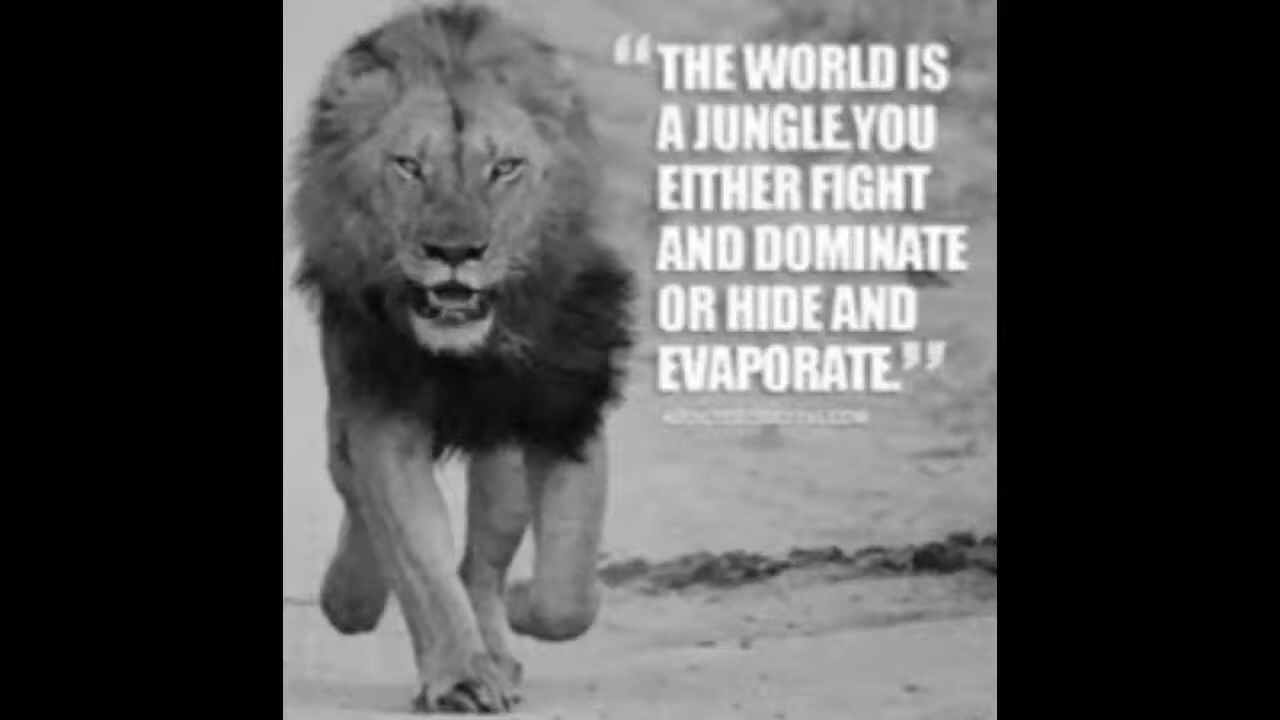 “THE WORLD IS
A JUNGLE.YOU
EITHER FIGHT
AND DOMINATE
OR HIDE AND
EVAPORATE.”